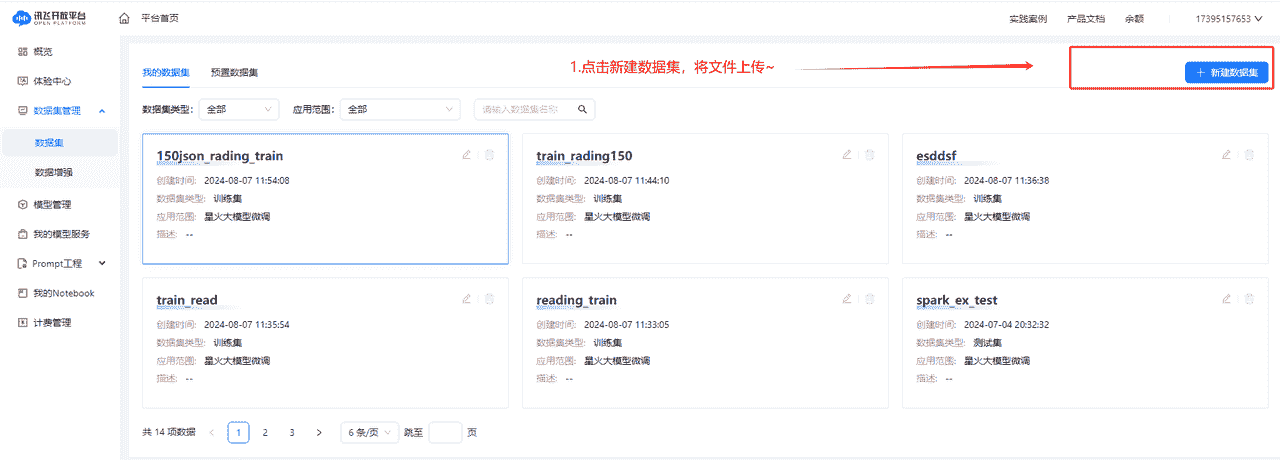 讯飞开放平台
OPEN PLATFORM
平台首页
实践案例
产品文档
余额
17395157653
概览
体验中心
数据集管理
数据集
数据增强
模型管理
我的模型服务
Prompt工程
我的Notebook
计费管理
我的数据集
预置数据集
1.点击新建数据集，将文件上传~
+ 新建数据集
数据集类型: 全部
应用范围: 全部
请输入数据集名称
150json_rading_train
创建时间: 2024-08-07 11:54:08
数据集类型: 训练集
应用范围: 星火大模型微调
描述: --
train_rading150
创建时间: 2024-08-07 11:44:10
数据集类型: 训练集
应用范围: 星火大模型微调
描述: --
esddsf
创建时间: 2024-08-07 11:36:38
数据集类型: 训练集
应用范围: 星火大模型微调
描述: --
train_read
创建时间: 2024-08-07 11:35:54
数据集类型: 训练集
应用范围: 星火大模型微调
描述: --
reading_train
创建时间: 2024-08-07 11:33:05
数据集类型: 训练集
应用范围: 星火大模型微调
描述: --
spark_ex_test
创建时间: 2024-07-04 20:32:32
数据集类型: 测试集
应用范围: 星火大模型微调
描述: --
共 14 项数据 < 1 2 3 > 6 条/页 跳至 页